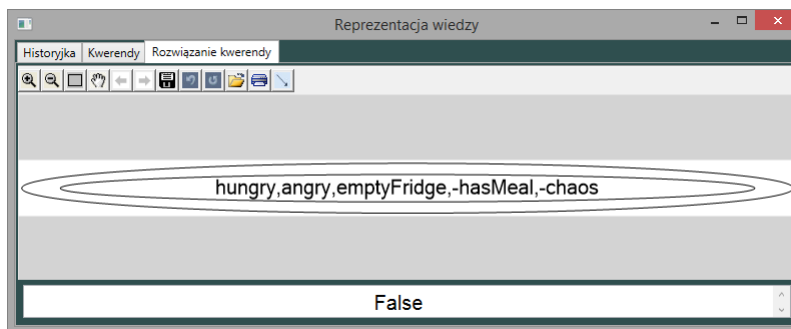 Reprezentacja wiedzy
Historyjka Kwerendy Rozwiązanie kwerendy
hungry,angry,emptyFridge,-hasMeal,-chaos
False